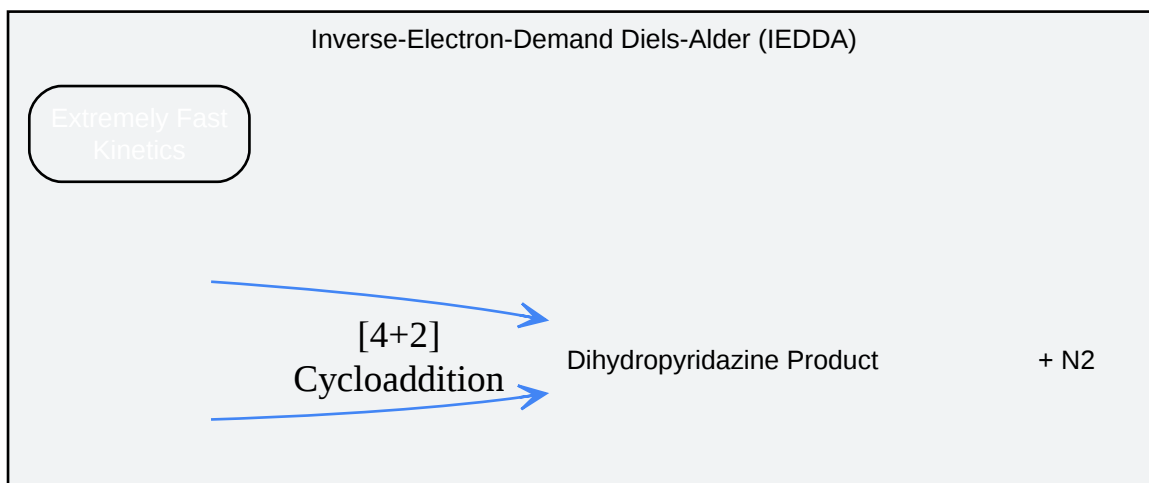 Inverse-Electron-Demand Diels-Alder (IEDDA)
Extremely Fast
Kinetics
[4+2]
Cycloaddition
Dihydropyridazine Product
+ N2